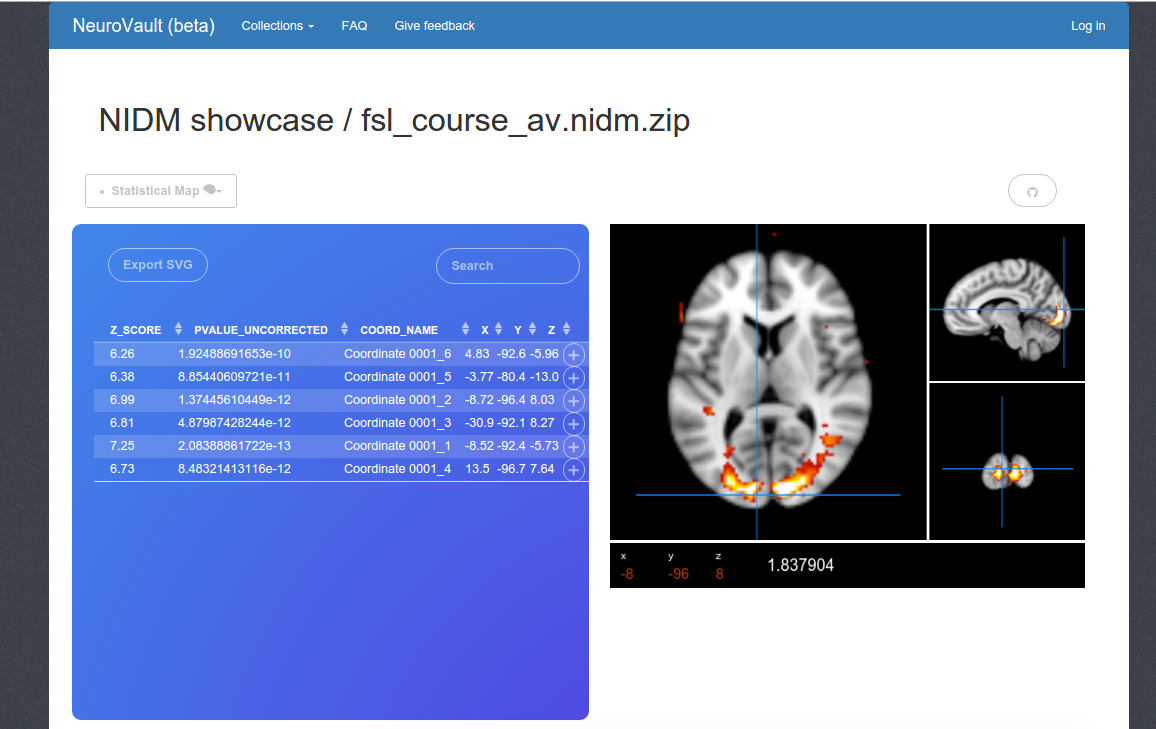 NeuroVault (beta) Collections FAQ Give feedback Log in
NIDM showcase / fsl_course_av.nidm.zip
Statistical Map
Export SVG Search
Z_SCORE PVALUE_UNCORRECTED COORD_NAME X Y Z
6.26 1.92488691653e-10 Coordinate 0001_6 4.83 -92.6 -5.96
6.38 8.85440609721e-11 Coordinate 0001_5 -3.77 -80.4 -13.0
6.99 1.37445610449e-12 Coordinate 0001_2 -8.72 -96.4 8.03
6.81 4.87987428244e-12 Coordinate 0001_3 -30.9 -92.1 8.27
7.25 2.08388861722e-13 Coordinate 0001_1 -8.52 -92.4 -5.73
6.73 8.48321413116e-12 Coordinate 0001_4 13.5 -96.7 7.64
x y z
-8 -96 8 1.837904